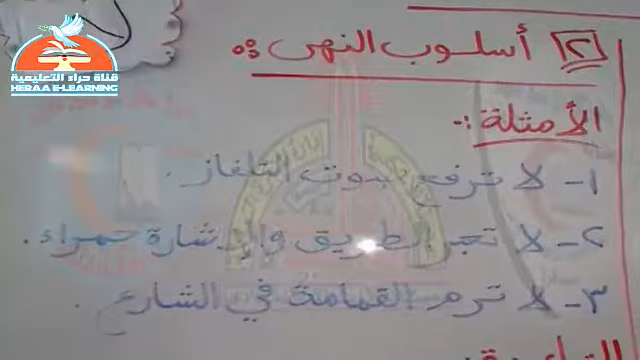 قناة حراء التعليمية
HERAA E-LEARNING
٢ أسلوب النهي :
الأمثلة :-
١- لا ترفع صوت التلفاز .
٢- لا تعبر الطريق والإشارة حمراء .
٣- لا ترم القمامة في الشارع .